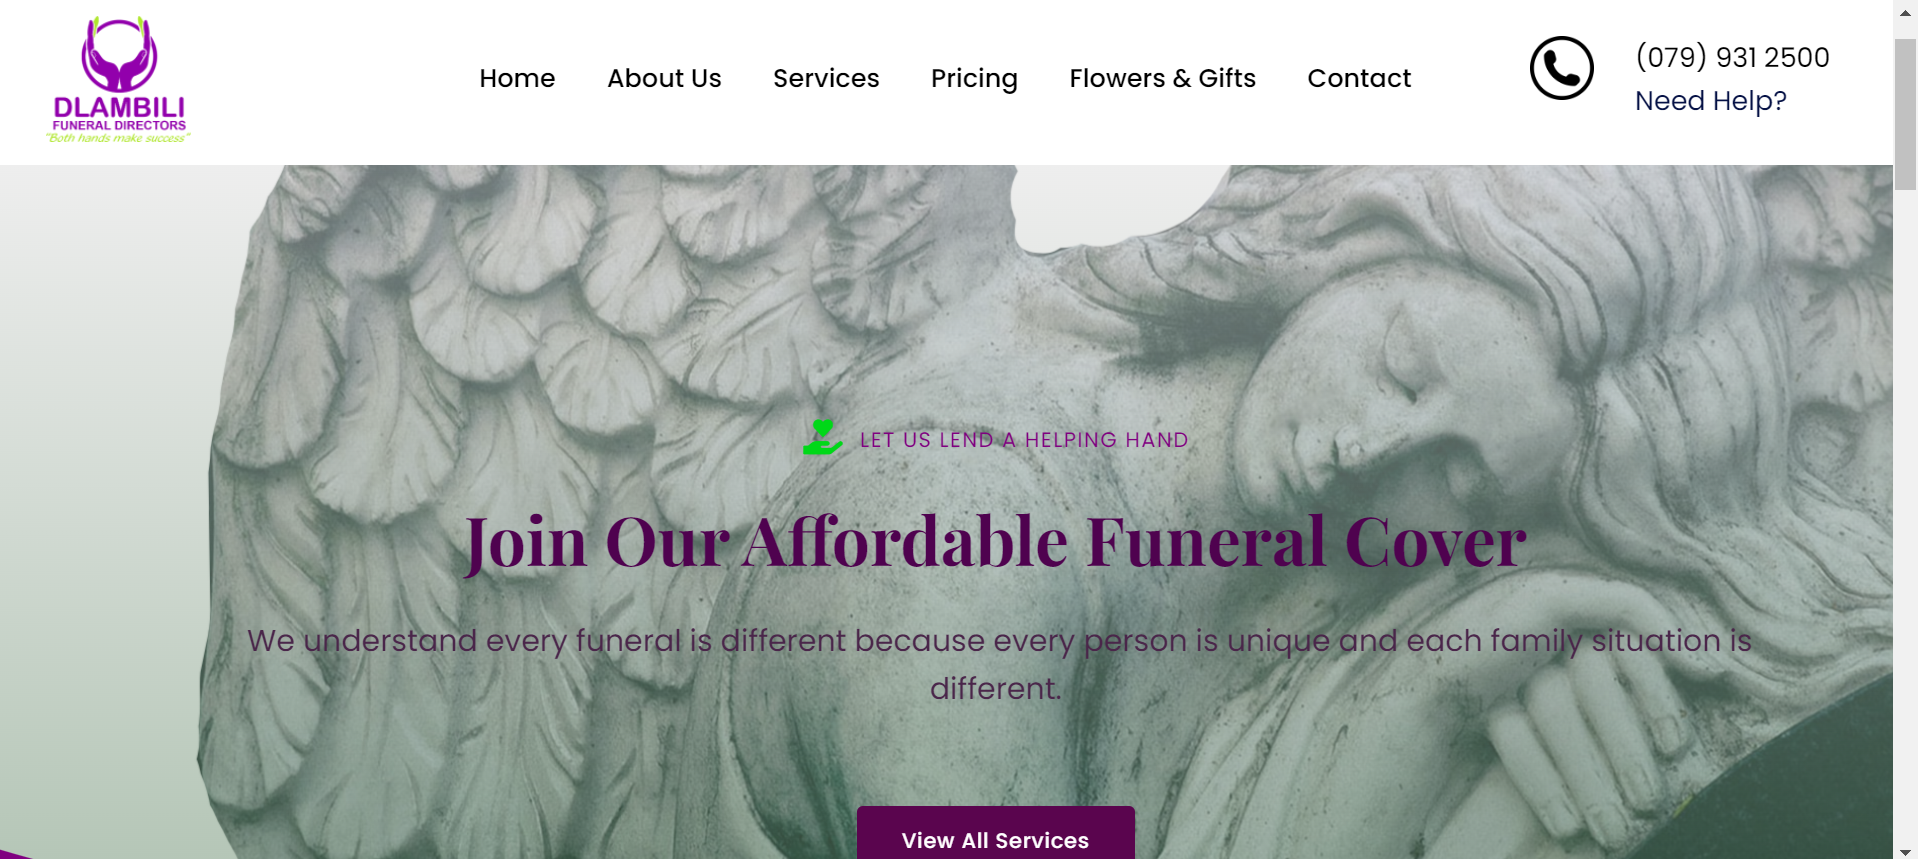 DLAMBILI
FUNERAL DIRECTORS
"Both hands make success"
Home About Us Services Pricing Flowers & Gifts Contact
(079) 931 2500
Need Help?
LET US LEND A HELPING HAND
Join Our Affordable Funeral Cover
We understand every funeral is different because every person is unique and each family situation is
different.
View All Services